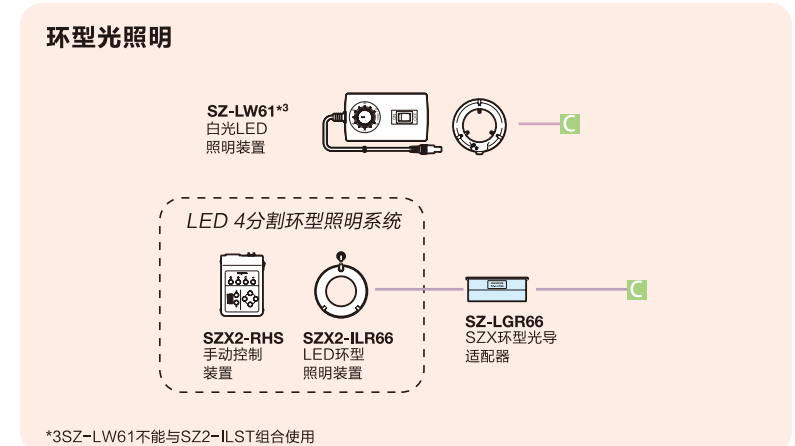 环型光照明
SZ-LW61*3
白光LED
照明装置
C
LED 4分割环型照明系统
C
SZX2-RHS
手动控制
装置
SZX2-ILR66
LED环型
照明装置
SZ-LGR66
SZX环型光导
适配器
*3SZ-LW61不能与SZ2-ILST组合使用